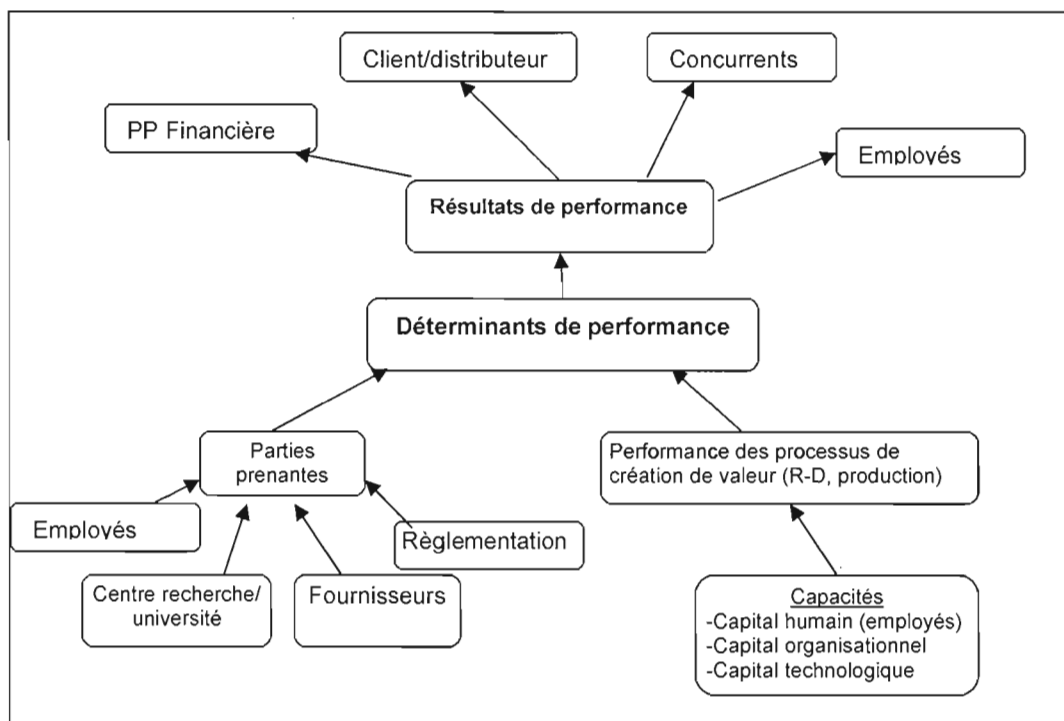 Client/distributeur
Concurrents
PP Financière
Employés
Résultats de performance
Déterminants de performance
Parties
prenantes
Performance des processus de
création de valeur (R-D, production)
Employés
Règlementation
Centre recherche/
université
Fournisseurs
Capacités
-Capital humain (employés)
-Capital organisationnel
-Capital technologique